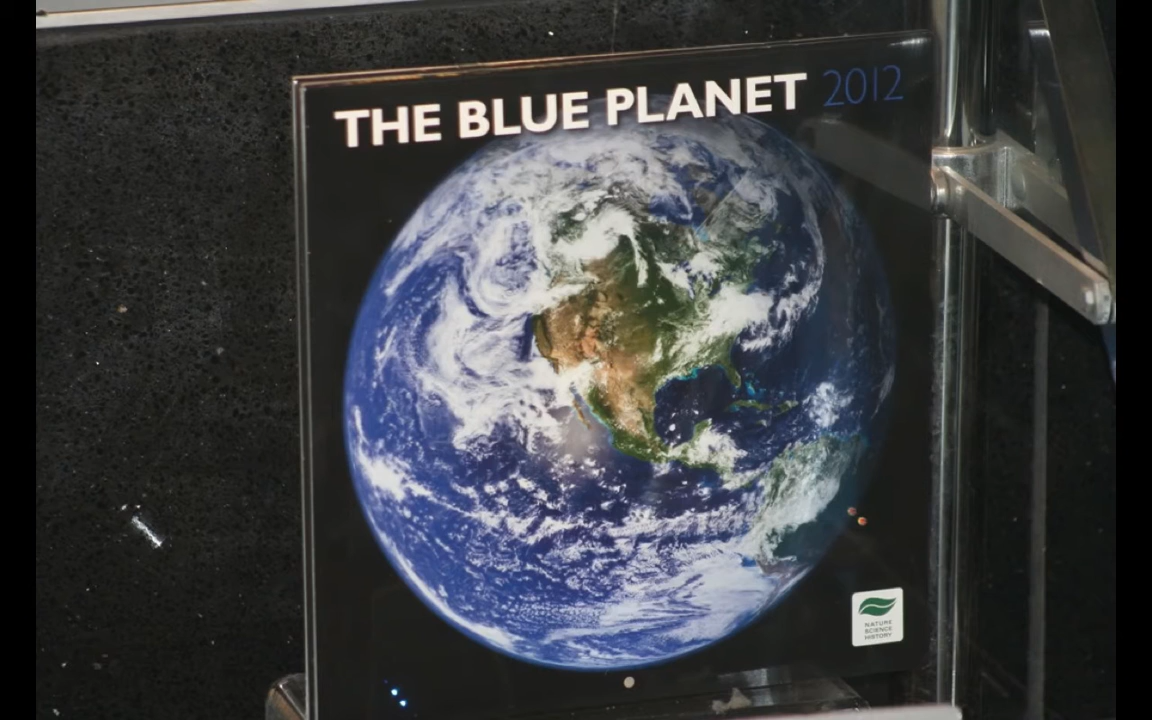 THE BLUE PLANET 2012
NATURE
SCIENCE
HISTORY